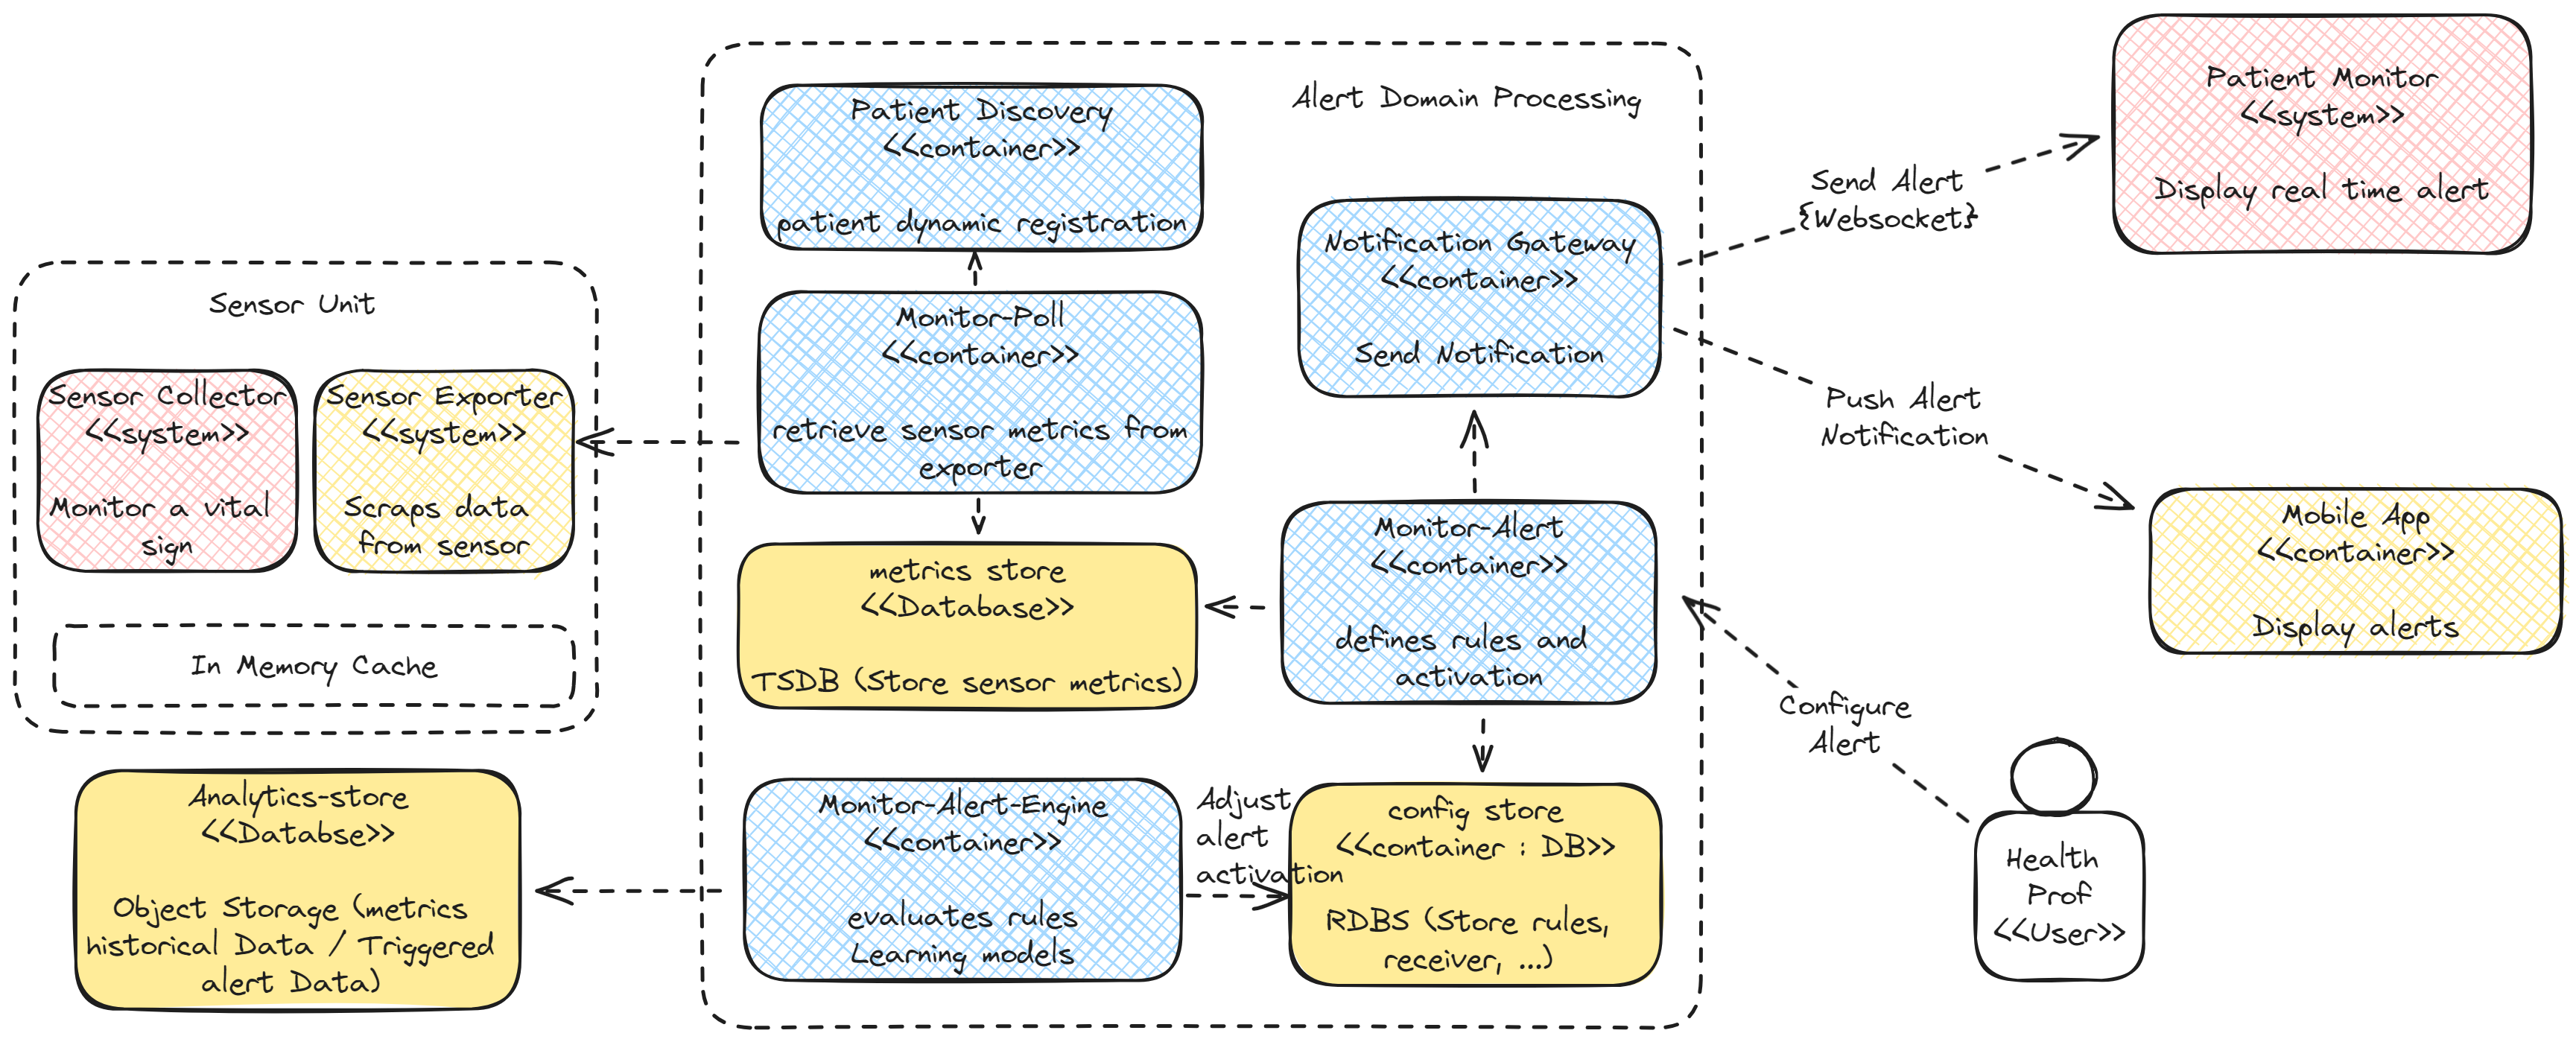 Patient Discovery
<<container>>
patient dynamic registration
Alert Domain Processing
Patient Monitor
<<system>>
Display real time alert
Send Alert
{Websocket}
Notification Gateway
<<container>>
Send Notification
Sensor Unit
Monitor-Poll
<<container>>
retrieve sensor metrics from
exporter
Sensor Collector
<<system>>
Monitor a vital
sign
Sensor Exporter
<<system>>
Scraps data
from sensor
Push Alert
Notification
In Memory Cache
metrics store
<<Database>>
TSDB (Store sensor metrics)
Monitor-Alert
<<container>>
defines rules and
activation
Mobile App
<<container>>
Display alerts
Configure
Alert
Analytics-store
<<Databse>>
Object Storage (metrics
historical Data / Triggered
alert Data)
Monitor-Alert-Engine
<<container>>
evaluates rules
Learning models
Adjust
alert
activation
config store
<<container : DB>>
RDBS (Store rules,
receiver, ...)
Health
Prof
<<User>>